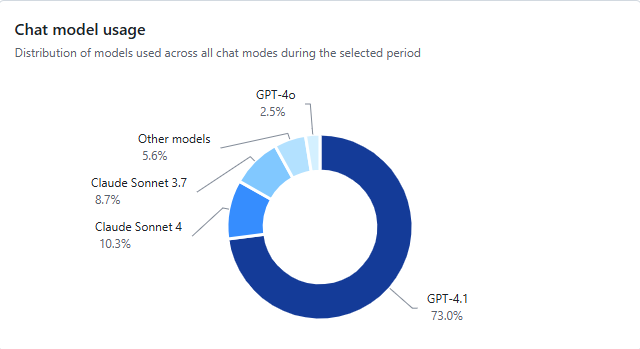 Chat model usage
Distribution of models used across all chat modes during the selected period
GPT-4o
2.5%
Other models
5.6%
Claude Sonnet 3.7
8.7%
Claude Sonnet 4
10.3%
GPT-4.1
73.0%